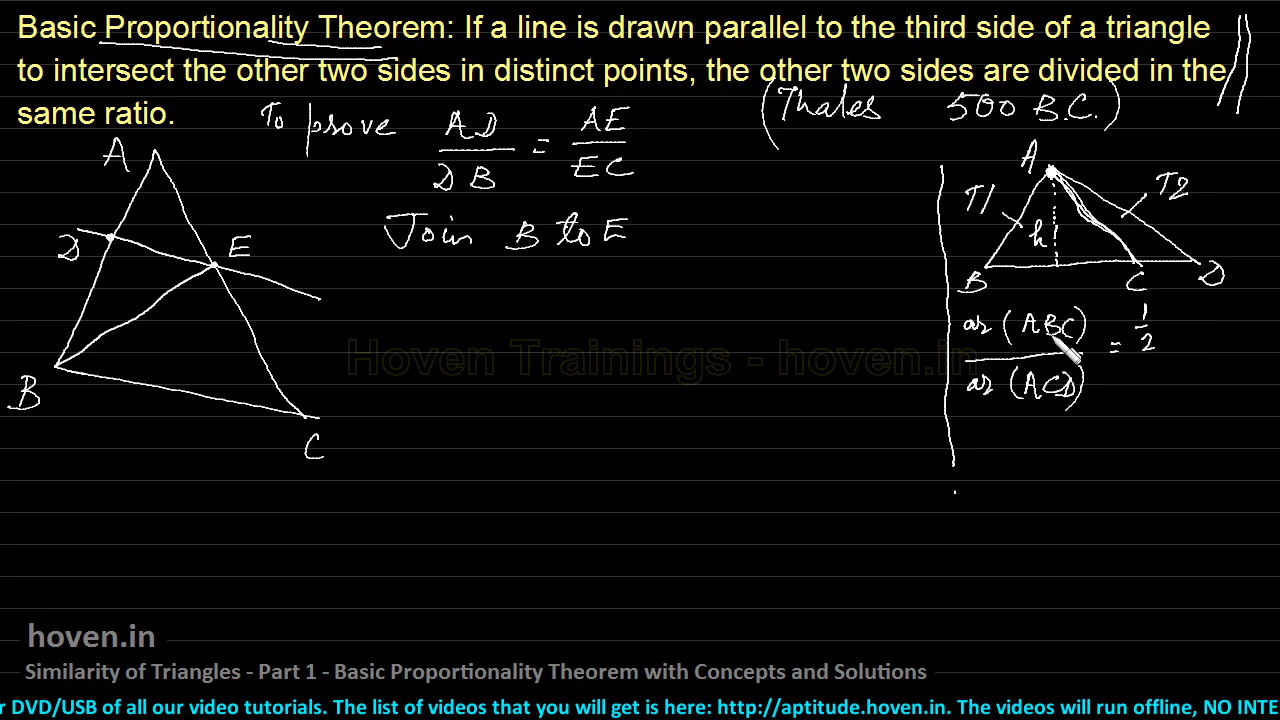 Basic Proportionality Theorem: If a line is drawn parallel to the third side of a triangle
to intersect the other two sides in distinct points, the other two sides are divided in the
same ratio.
(Thales 500 B.C.)
To prove AD/DB = AE/EC
Join B to E
A
D
E
B
C
A
T1
T2
h
B
C
D
ar (ABC)/ar (ACD) = 1/2
Hoven Trainings - hoven.in
hoven.in
Similarity of Triangles - Part 1 - Basic Proportionality Theorem with Concepts and Solutions
r DVD/USB of all our video tutorials. The list of videos that you will get is here: http://aptitude.hoven.in. The videos will run offline, NO INTE